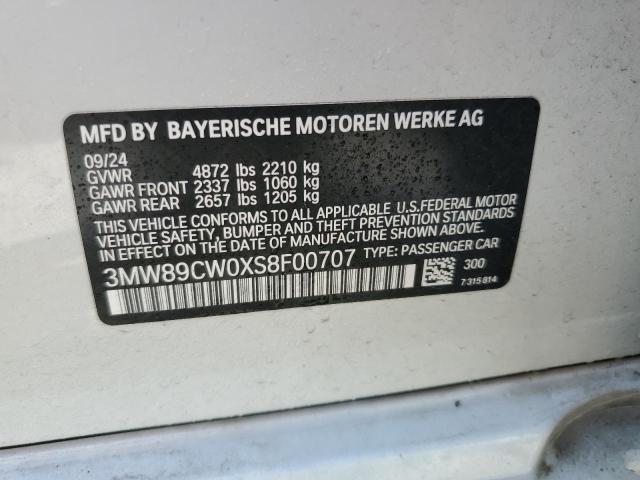 MFD BY BAYERISCHE MOTOREN WERKE AG
09/24
GVWR 4872 lbs 2210 kg
GAWR FRONT 2337 lbs 1060 kg
GAWR REAR 2657 lbs 1205 kg
THIS VEHICLE CONFORMS TO ALL APPLICABLE U.S.FEDERAL MOTOR
VEHICLE SAFETY, BUMPER AND THEFT PREVENTION STANDARDS
IN EFFECT ON THE DATE OF MANUFACTURE SHOWN ABOVE.
3MW89CW0XS8F00707 TYPE: PASSENGER CAR
300
7315814